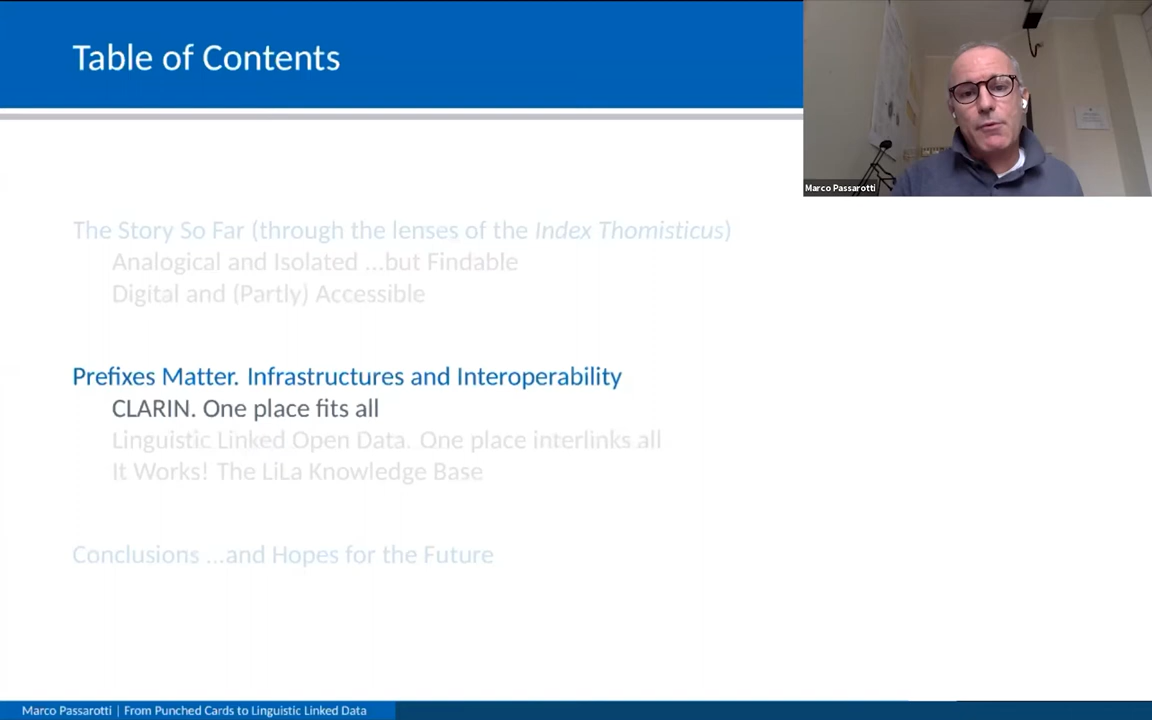 Table of Contents
Marco Passarotti
The Story So Far (through the lenses of the Index Thomisticus)
Analogical and Isolated ...but Findable
Digital and (Partly) Accessible
Prefixes Matter. Infrastructures and Interoperability
CLARIN. One place fits all
Linguistic Linked Open Data. One place interlinks all
It Works! The LiLa Knowledge Base
Conclusions ...and Hopes for the Future
Marco Passarotti | From Punched Cards to Linguistic Linked Data